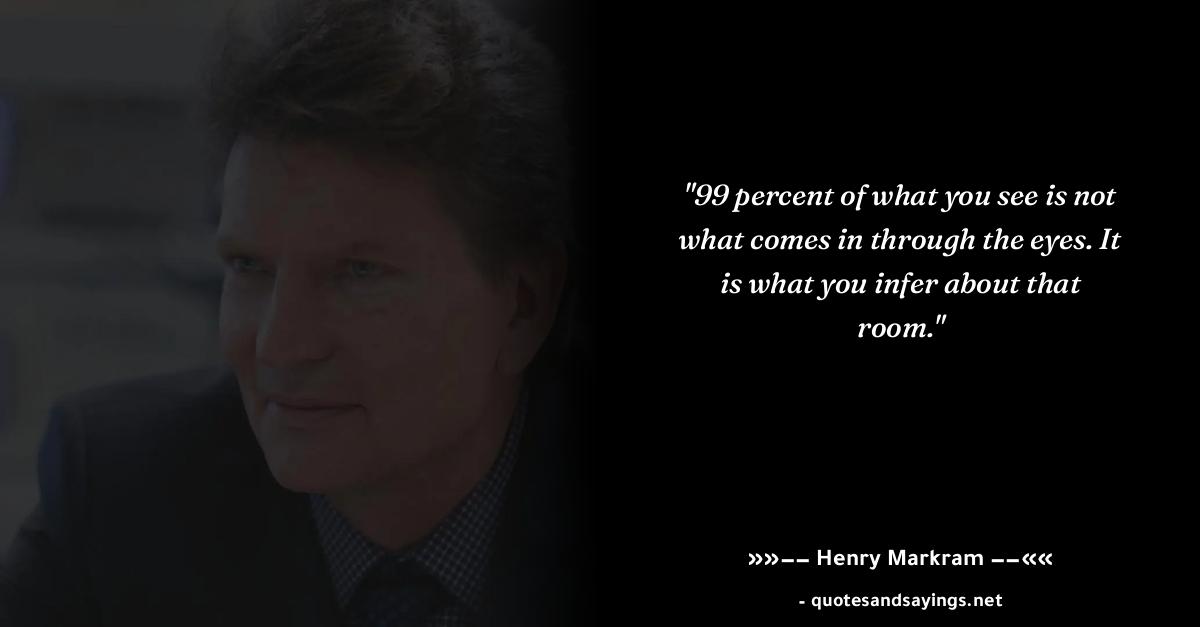 "99 percent of what you see is not
what comes in through the eyes. It
is what you infer about that
room."
»»–– Henry Markram ––««
- quotesandsayings.net